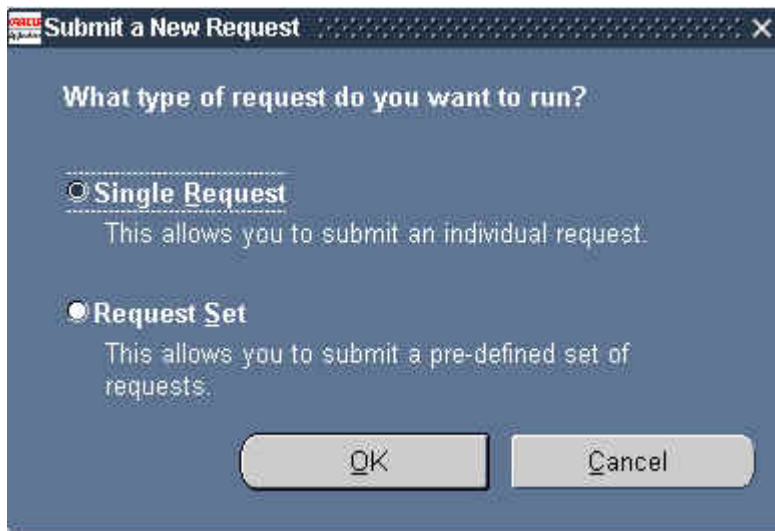 ORACLE
Submit a New Request
What type of request do you want to run?
Single Request
This allows you to submit an individual request.
Request Set
This allows you to submit a pre-defined set of
requests.
OK
Cancel